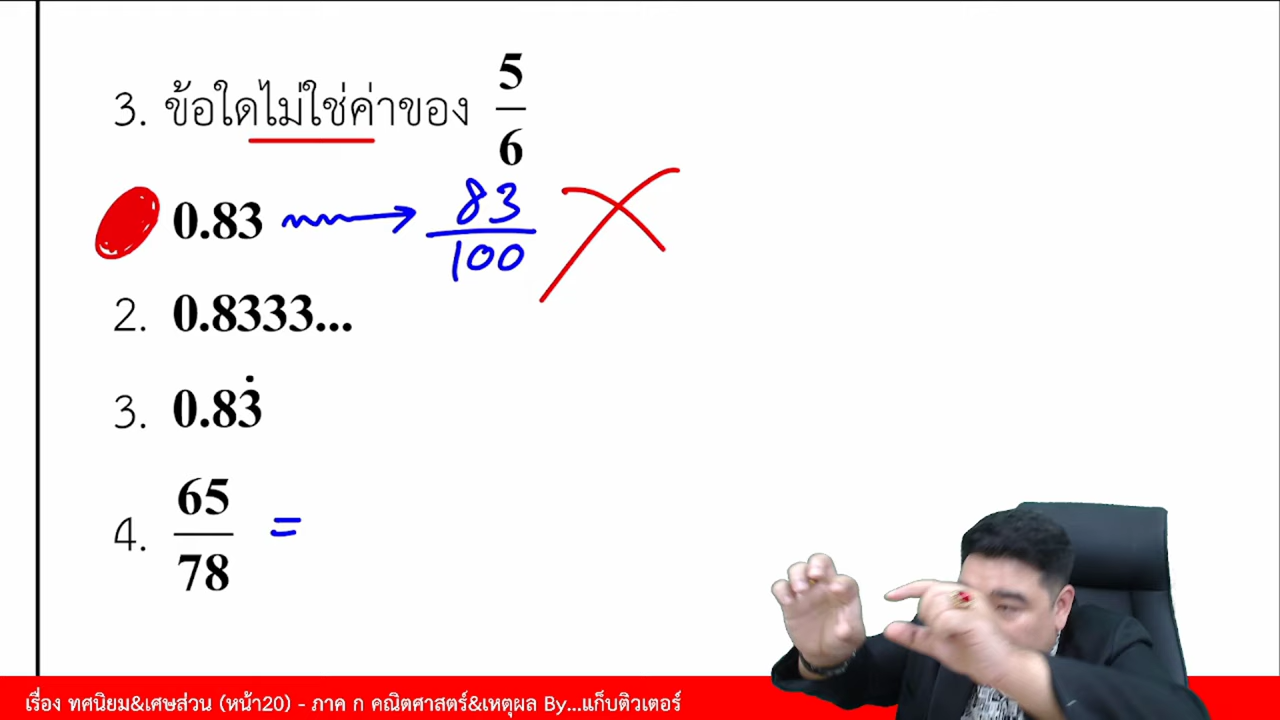 3. ข้อใดไม่ใช่ค่าของ 5/6
0.83 → 83/100
2. 0.8333...
3. 0.83̇
4. 65/78 =
เรื่อง ทศนิยม&เศษส่วน (หน้า20) - ภาค ก คณิตศาสตร์&เหตุผล By...แก็บติวเตอร์